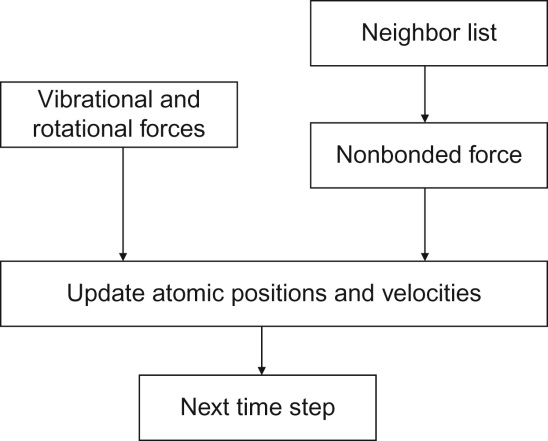 Neighbor list
Vibrational and
rotational forces
Nonbonded force
Update atomic positions and velocities
Next time step